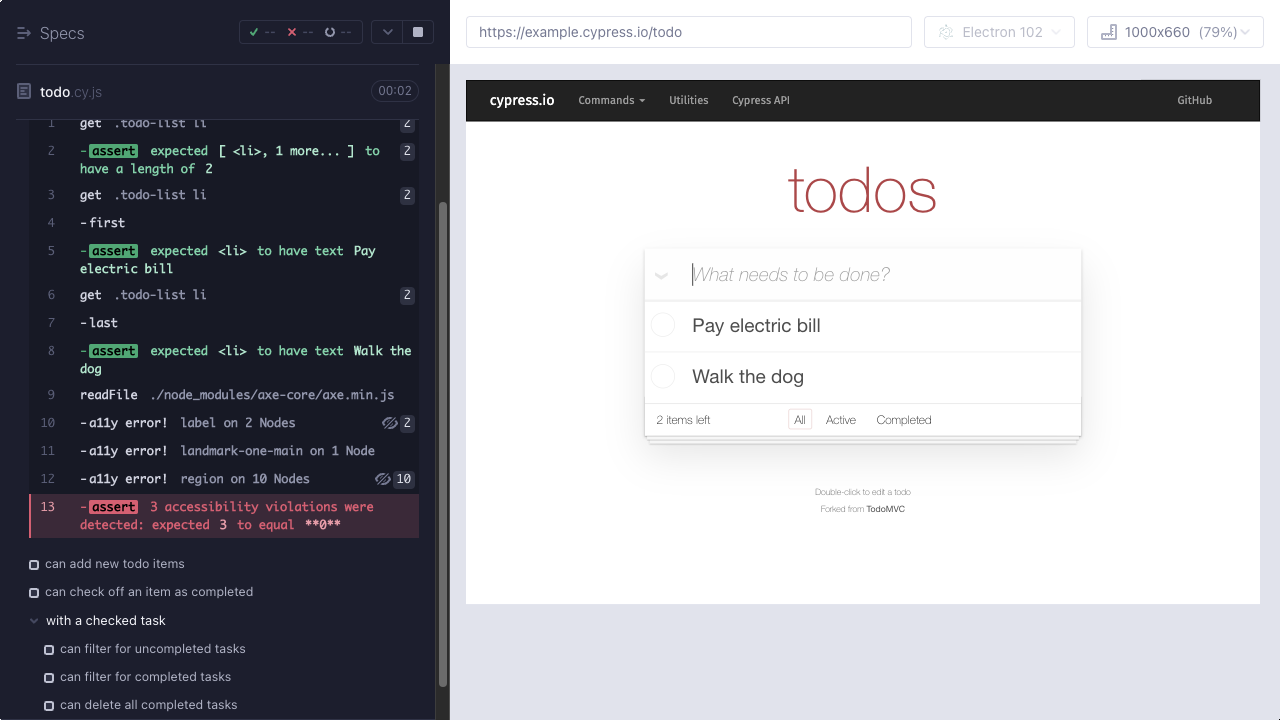 Specs
-- -- --
todo.cy.js
00:02
1 get .todo-list li 2
2 -assert expected [ <li>, 1 more... ] to 2
have a length of 2
3 get .todo-list li 2
4 -first
5 -assert expected <li> to have text Pay
electric bill
6 get .todo-list li 2
7 -last
8 -assert expected <li> to have text Walk the
dog
9 readFile ./node_modules/axe-core/axe.min.js
10 -a11y error! label on 2 Nodes 2
11 -a11y error! landmark-one-main on 1 Node
12 -a11y error! region on 10 Nodes 10
13 -assert 3 accessibility violations were
detected: expected 3 to equal **0**
can add new todo items
can check off an item as completed
with a checked task
can filter for uncompleted tasks
can filter for completed tasks
can delete all completed tasks
https://example.cypress.io/todo
Electron 102
1000x660 (79%)
cypress.io
Commands
Utilities
Cypress API
GitHub
todos
What needs to be done?
Pay electric bill
Walk the dog
2 items left
All
Active
Completed
Double-click to edit a todo
Forked from TodoMVC